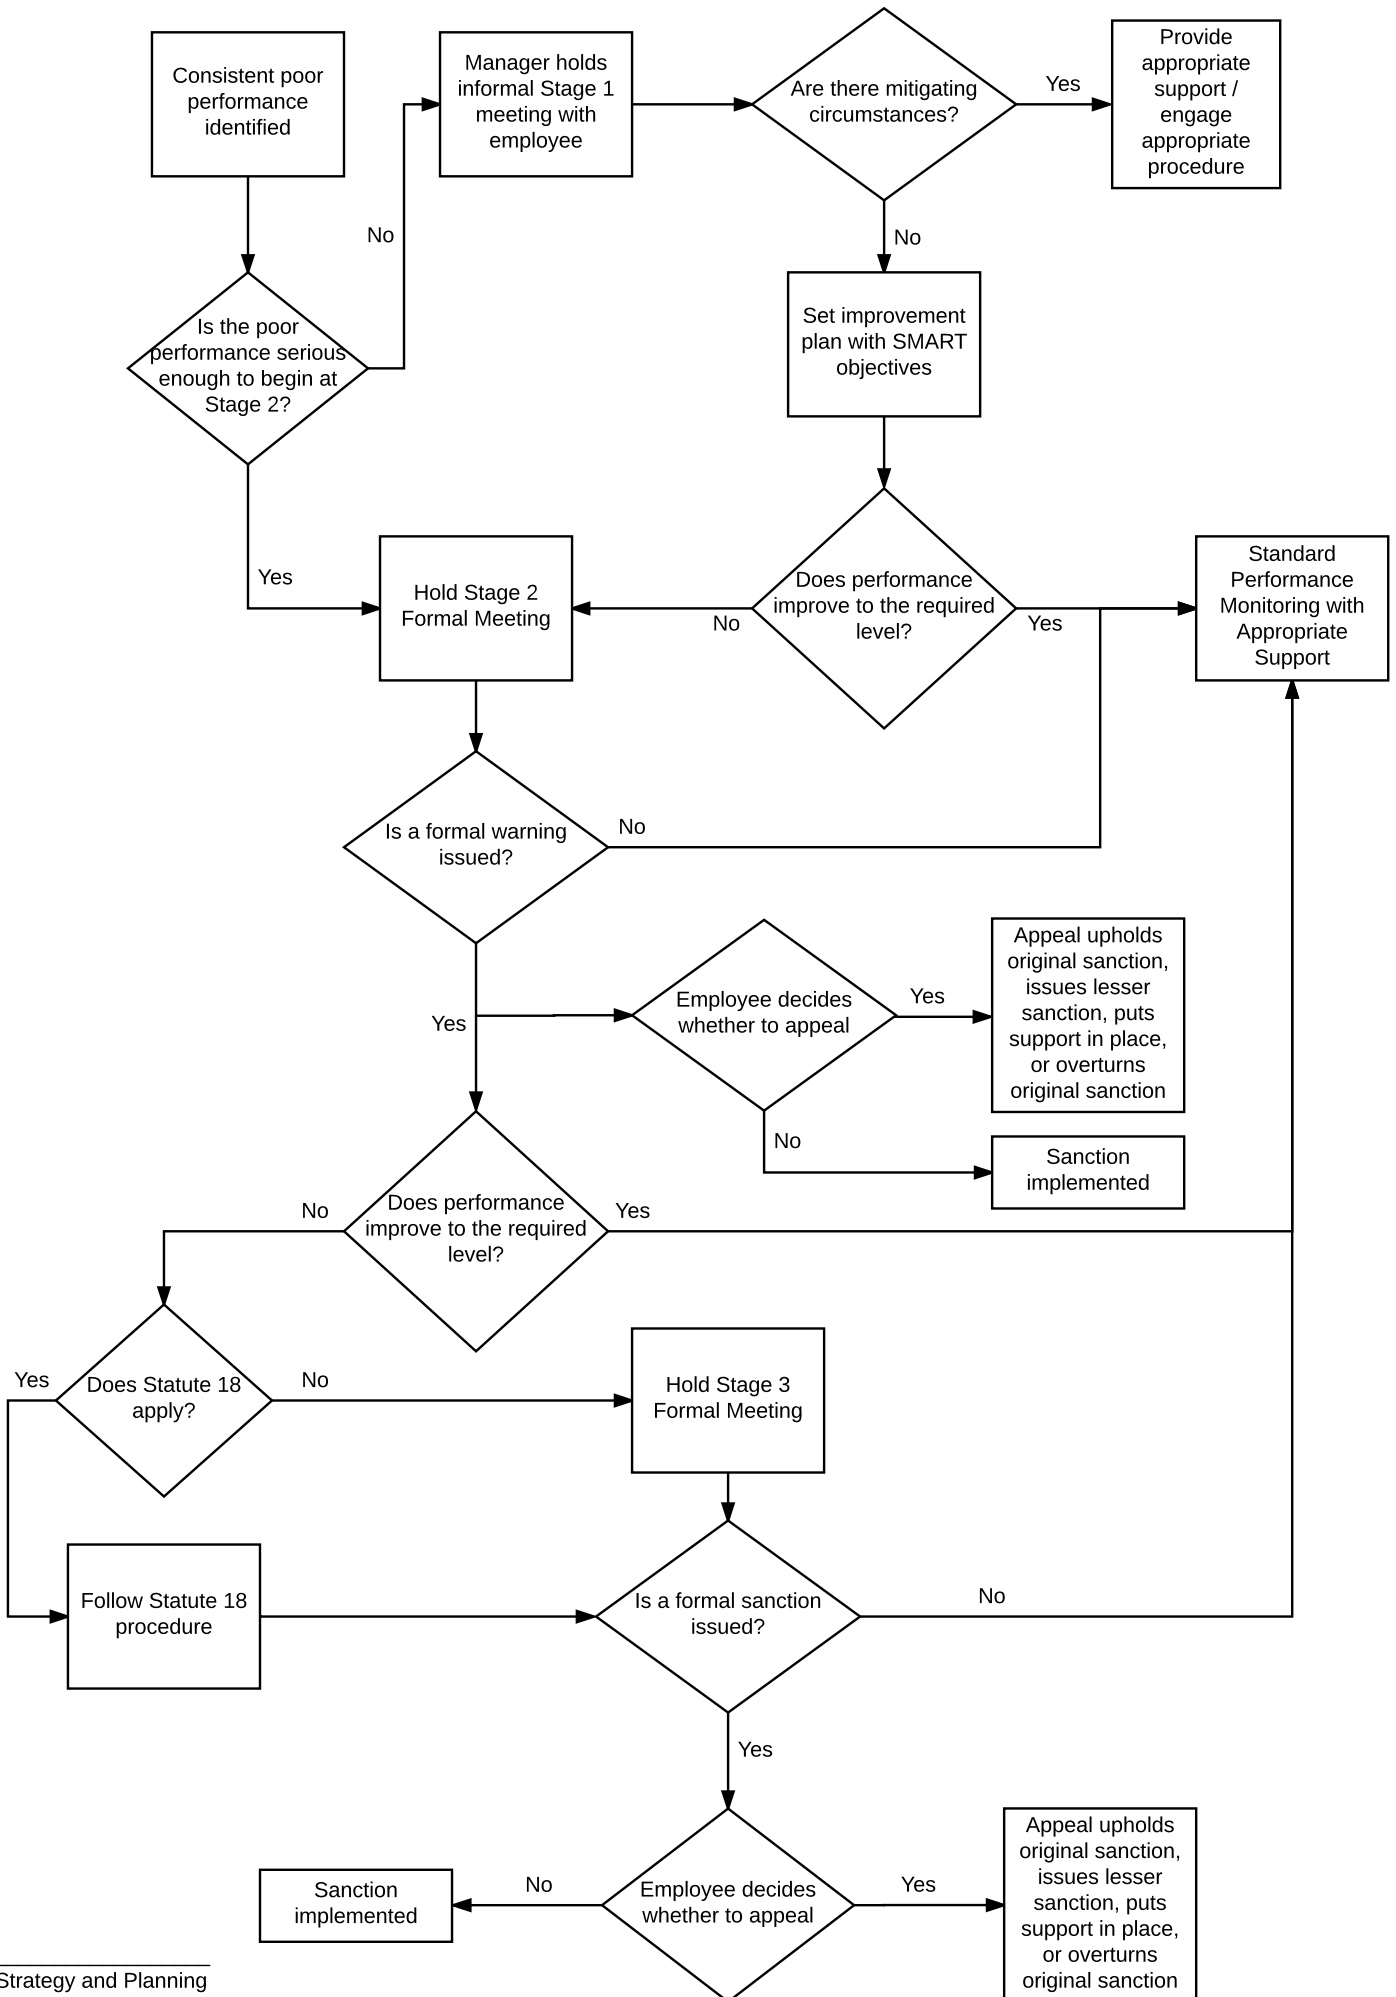 Consistent poor
performance
identified
Manager holds
informal Stage 1
meeting with
employee
Are there mitigating
circumstances?
Yes
Provide
appropriate
support /
engage
appropriate
procedure
No
No
Is the poor
performance serious
enough to begin at
Stage 2?
Set improvement
plan with SMART
objectives
Yes
Hold Stage 2
Formal Meeting
No
Does performance
improve to the required
level?
Yes
Standard
Performance
Monitoring with
Appropriate
Support
Is a formal warning
issued?
No
Yes
Employee decides
whether to appeal
Yes
Appeal upholds
original sanction,
issues lesser
sanction, puts
support in place,
or overturns
original sanction
No
Sanction
implemented
No
Does performance
improve to the required
level?
Yes
Yes
Does Statute 18
apply?
No
Hold Stage 3
Formal Meeting
Follow Statute 18
procedure
Is a formal sanction
issued?
No
Yes
Sanction
implemented
No
Employee decides
whether to appeal
Yes
Appeal upholds
original sanction,
issues lesser
sanction, puts
support in place,
or overturns
original sanction
Strategy and Planning